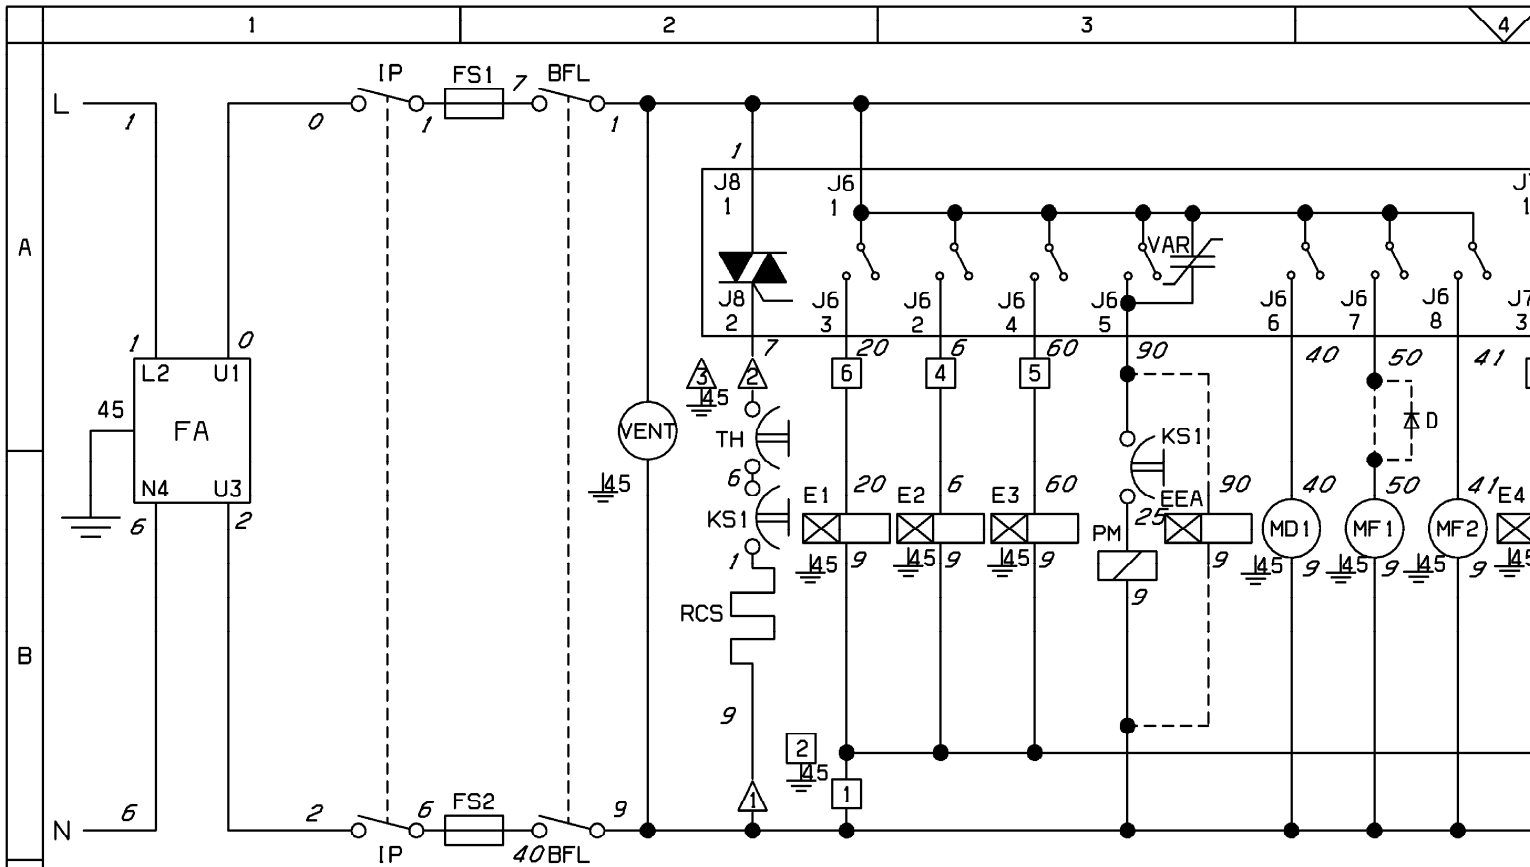 1 2 3 4
IP FS1 7 BFL
L 1 0 1 1
1
J8 J6 J7
1 1 1
A
VAR
J8 J6 J6 J6 J6 J6 J6 J6 J7
2 3 2 4 5 6 7 8 3
1 0 7 20 6 60 90 40 50 41
L2 U1 3 2 6 4 5
45 45
FA VENT TH KS1 D
N4 U3 45 6
6 2 KS1 E1 20 E2 6 E3 60 EEA 90 40 50 41 E4
25
PM MD1 MF1 MF2
1 45 9 45 9 45 9 9 45 9 45 9 45 9 45
9
RCS
B
9
2
45
1 1
6 2 6 FS2 9
N
IP 40 BFL